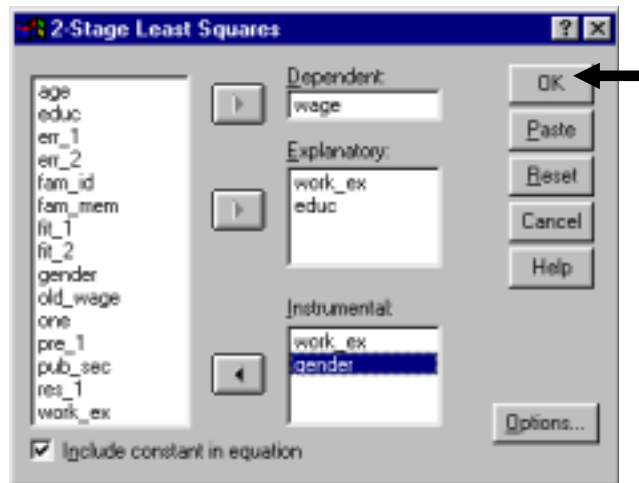 2-Stage Least Squares
age
educ
err_1
err_2
fam_id
fam_mem
fit_1
fit_2
gender
old_wage
one
pre_1
pub_sec
res_1
work_ex
Dependent:
wage
Explanatory:
work_ex
educ
Instrumental:
work_ex
gender
OK
Paste
Reset
Cancel
Help
Options...
Include constant in equation